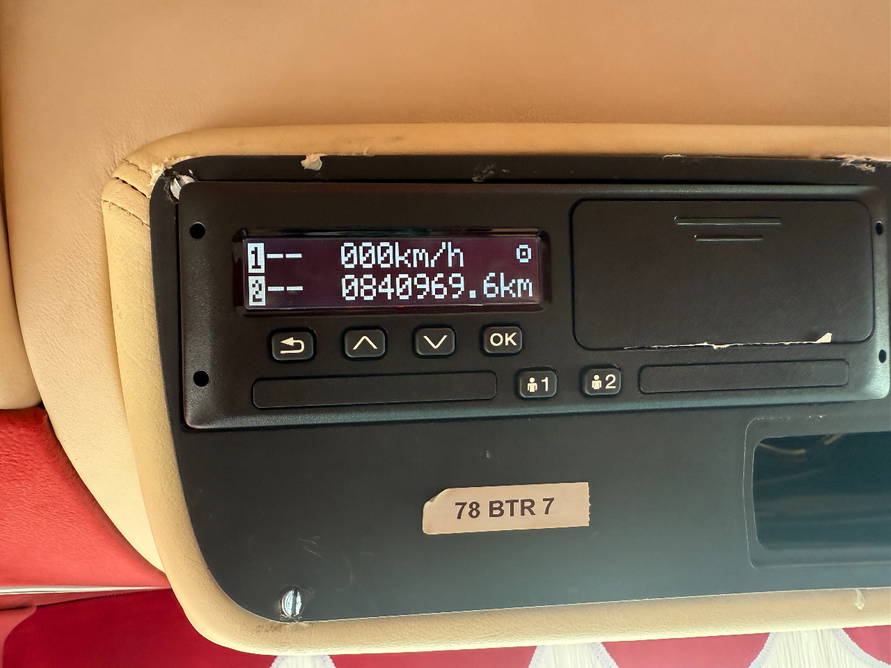 1-- 000km/h
2-- 0840969.6km
OK
1 2
78 BTR 7